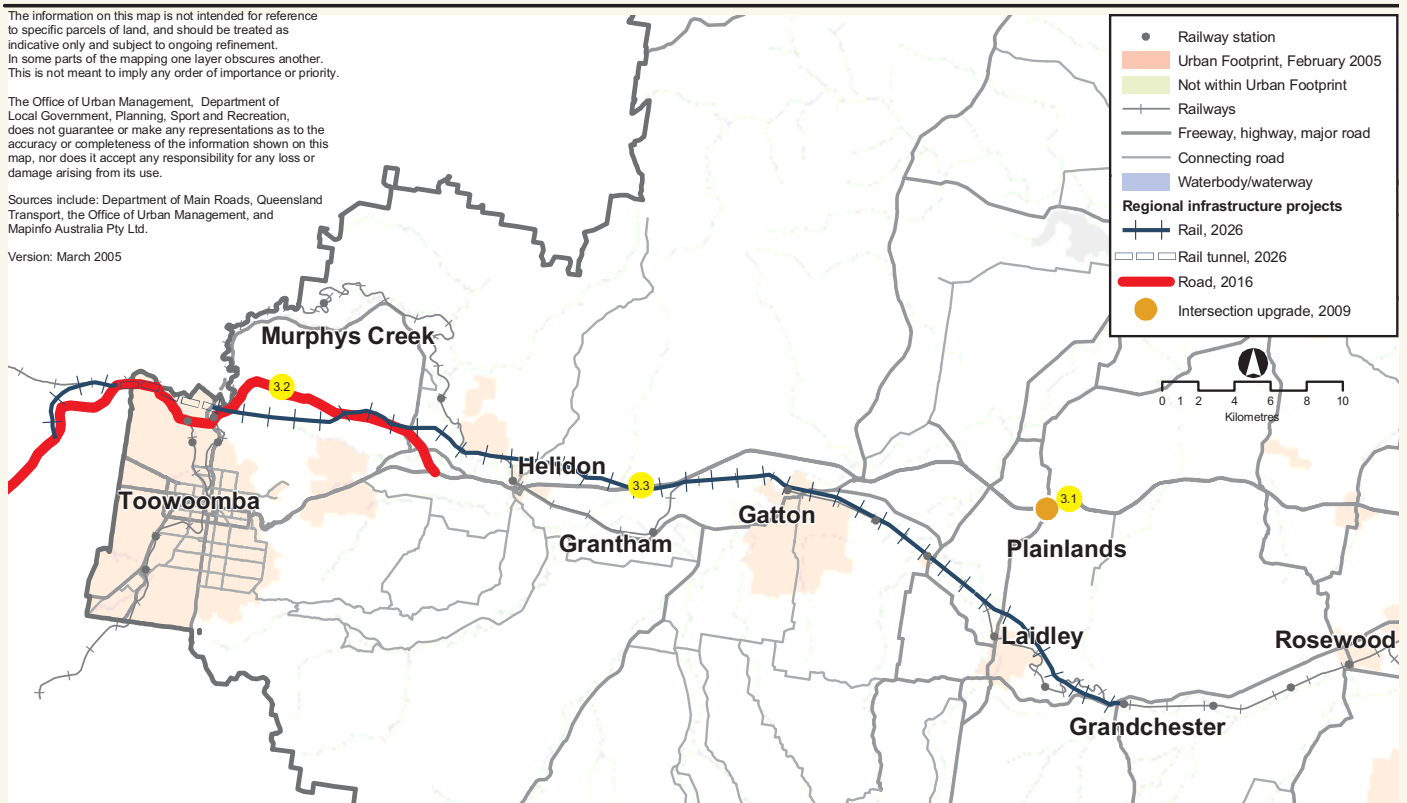 The information on this map is not intended for reference
to specific parcels of land, and should be treated as
indicative only and subject to ongoing refinement.
In some parts of the mapping one layer obscures another.
This is not meant to imply any order of importance or priority.
The Office of Urban Management, Department of
Local Government, Planning, Sport and Recreation,
does not guarantee or make any representations as to the
accuracy or completeness of the information shown on this
map, nor does it accept any responsibility for any loss or
damage arising from its use.
Sources include: Department of Main Roads, Queensland
Transport, the Office of Urban Management, and
Mapinfo Australia Pty Ltd.
Version: March 2005
Railway station
Urban Footprint, February 2005
Not within Urban Footprint
Railways
Freeway, highway, major road
Connecting road
Waterbody/waterway
Regional infrastructure projects
Rail, 2026
Rail tunnel, 2026
Road, 2016
Intersection upgrade, 2009
0 1 2 4 6 8 10
Kilometres
Murphys Creek
3.2
Helidon
3.3
Toowoomba
Grantham
Gatton
3.1
Plainlands
Laidley
Rosewood
Grandchester